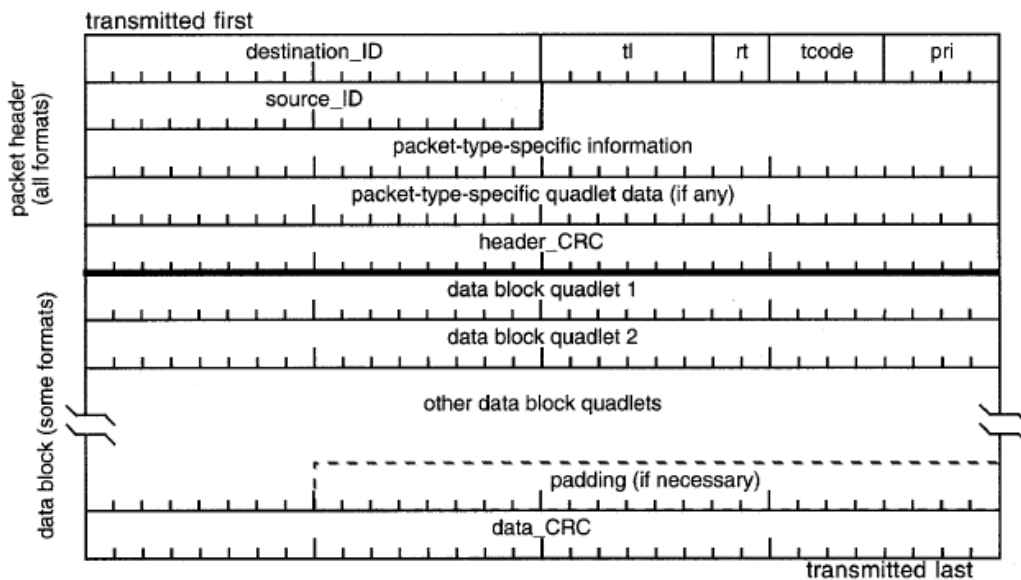 transmitted first
destination_ID tl rt tcode pri
source_ID
packet-type-specific information
packet-type-specific quadlet data (if any)
header_CRC
packet header
(all formats)
data block quadlet 1
data block quadlet 2
other data block quadlets
padding (if necessary)
data_CRC
data block (some formats)
transmitted last